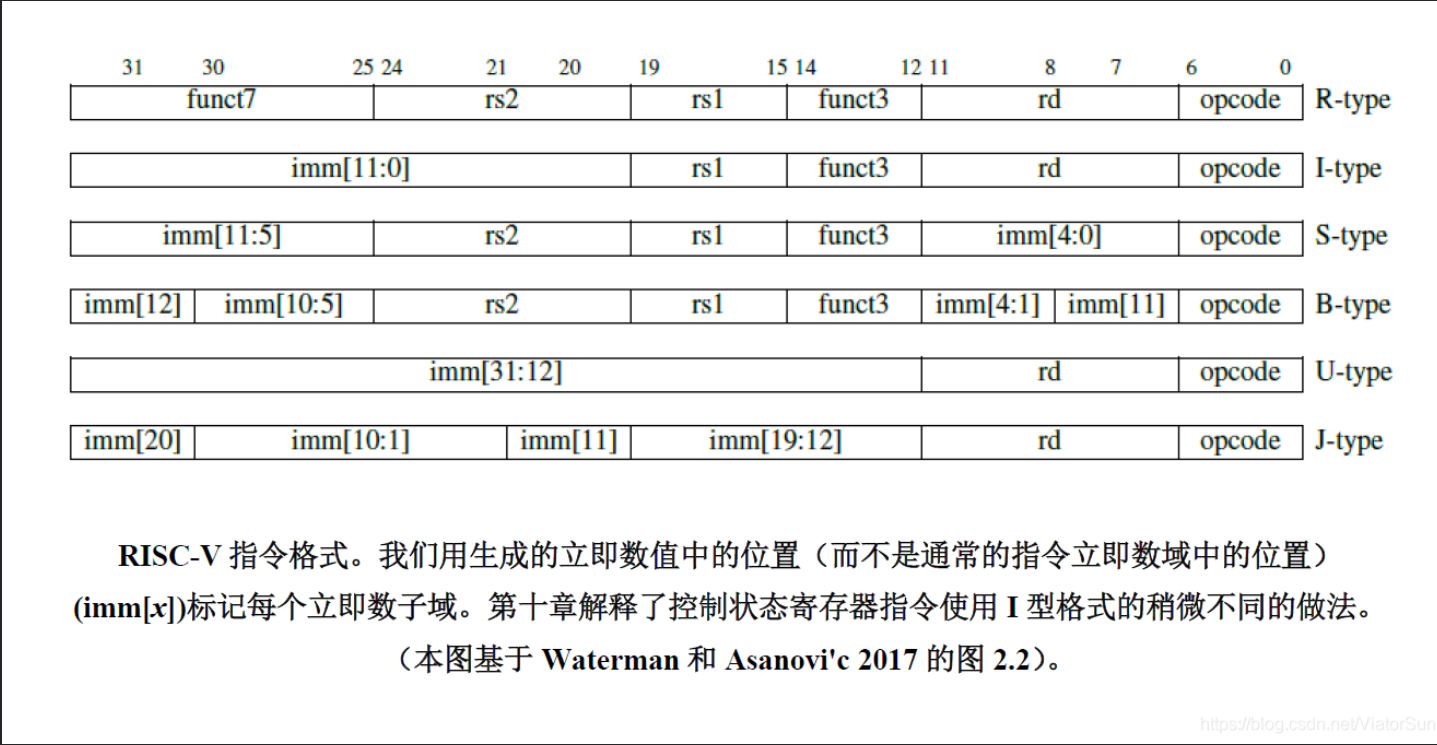 31 30 25 24 21 20 19 15 14 12 11 8 7 6 0
funct7 rs2 rs1 funct3 rd opcode R-type
imm[11:0] rs1 funct3 rd opcode I-type
imm[11:5] rs2 rs1 funct3 imm[4:0] opcode S-type
imm[12] imm[10:5] rs2 rs1 funct3 imm[4:1] imm[11] opcode B-type
imm[31:12] rd opcode U-type
imm[20] imm[10:1] imm[11] imm[19:12] rd opcode J-type
RISC-V 指令格式。我们用生成的立即数值中的位置（而不是通常的指令立即数域中的位置）
(imm[x])标记每个立即数子域。第十章解释了控制状态寄存器指令使用 I 型格式的稍微不同的做法。
（本图基于 Waterman 和 Asanovi'c 2017 的图 2.2）。
https://blog.csdn.net/ViatorSun